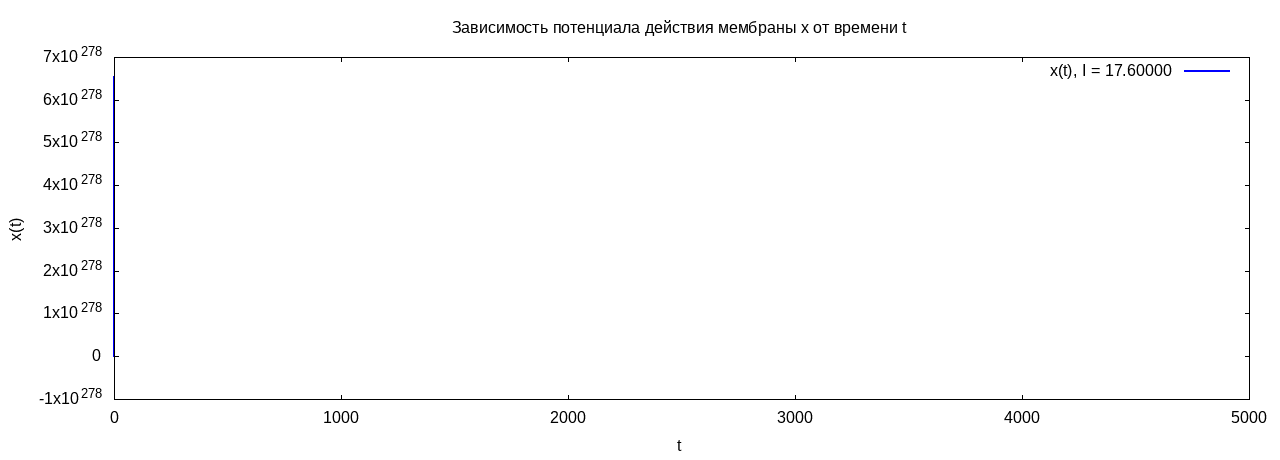 Зависимость потенциала действия мембраны x от времени t
x(t), I = 17.60000
7x10^278
6x10^278
5x10^278
4x10^278
3x10^278
2x10^278
1x10^278
0
-1x10^278
x(t)
0 1000 2000 3000 4000 5000
t